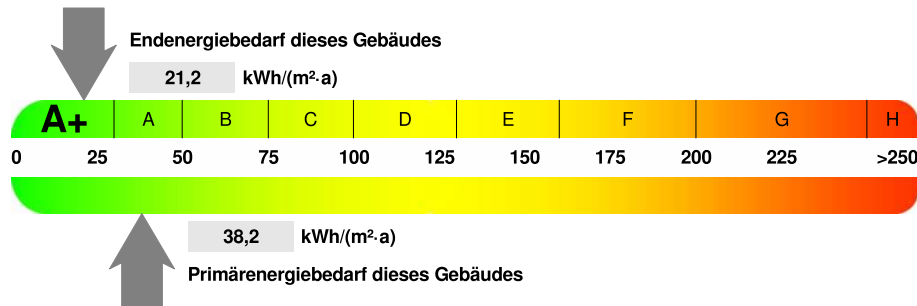 Endenergiebedarf dieses Gebäudes
21,2 kWh/(m²·a)
A+ A B C D E F G H
0 25 50 75 100 125 150 175 200 225 >250
38,2 kWh/(m²·a)
Primärenergiebedarf dieses Gebäudes